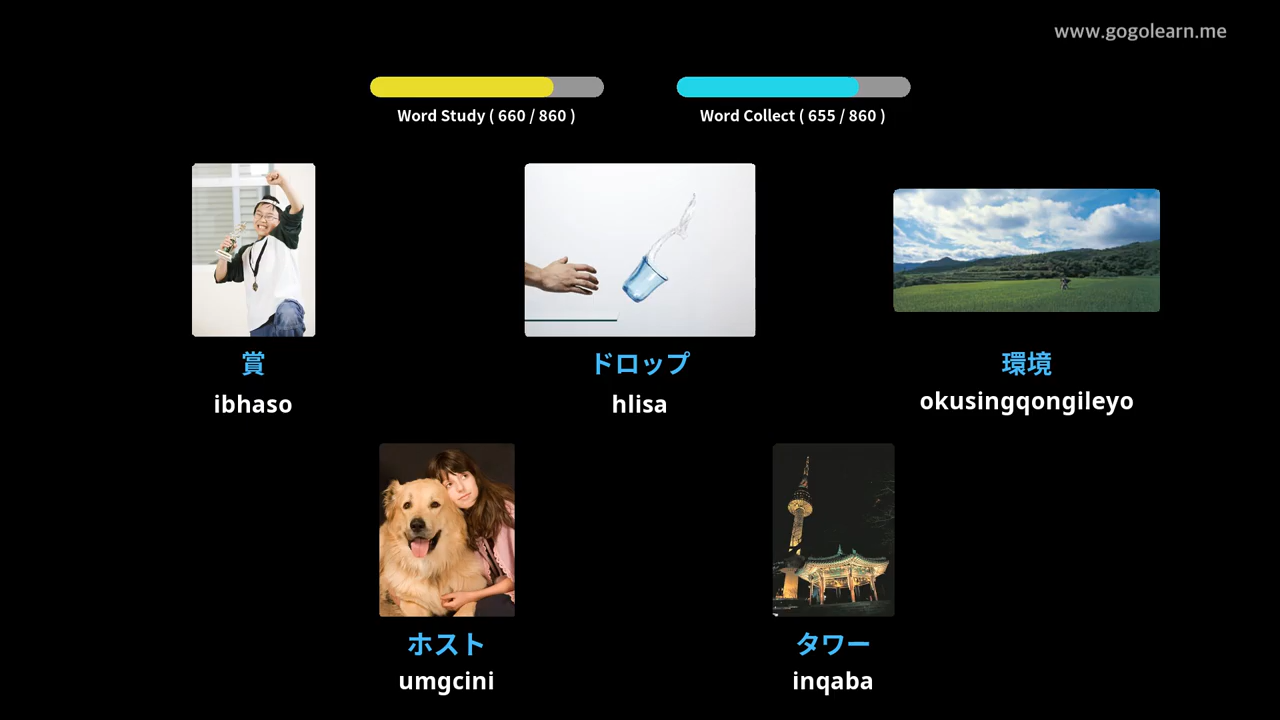 www.gogolearn.me
Word Study ( 660 / 860 )
Word Collect ( 655 / 860 )
賞
ibhaso
ドロップ
hlisa
環境
okusingqongileyo
ホスト
umgcini
タワー
inqaba